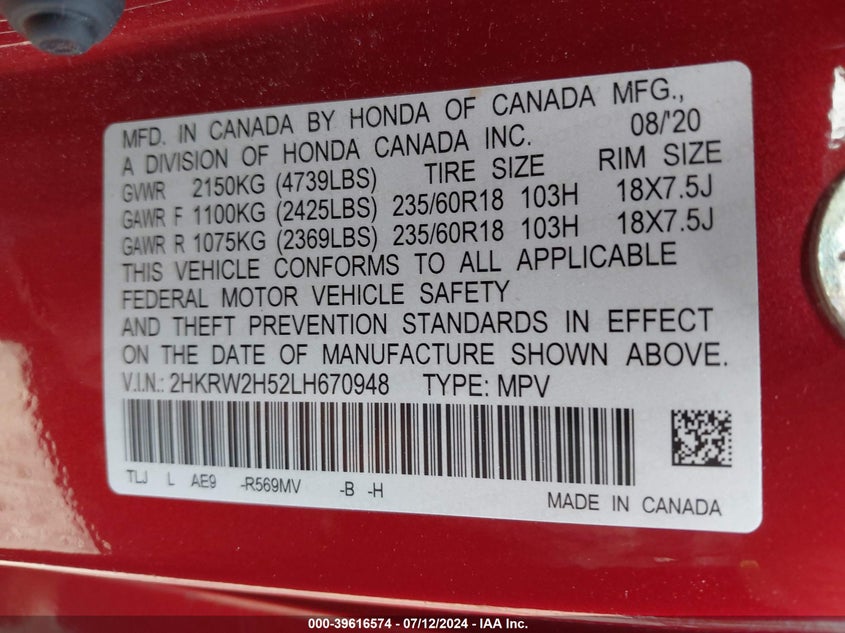 MFD. IN CANADA BY HONDA OF CANADA MFG.,
A DIVISION OF HONDA CANADA INC. 08/'20
GVWR 2150KG (4739LBS) TIRE SIZE RIM SIZE
GAWR F 1100KG (2425LBS) 235/60R18 103H 18X7.5J
GAWR R 1075KG (2369LBS) 235/60R18 103H 18X7.5J
THIS VEHICLE CONFORMS TO ALL APPLICABLE
FEDERAL MOTOR VEHICLE SAFETY
AND THEFT PREVENTION STANDARDS IN EFFECT
ON THE DATE OF MANUFACTURE SHOWN ABOVE.
V.I.N.: 2HKRW2H52LH670948 TYPE: MPV
TLJ L AE9 -R569MV -B -H
MADE IN CANADA
000-39616574 - 07/12/2024 - IAA Inc.